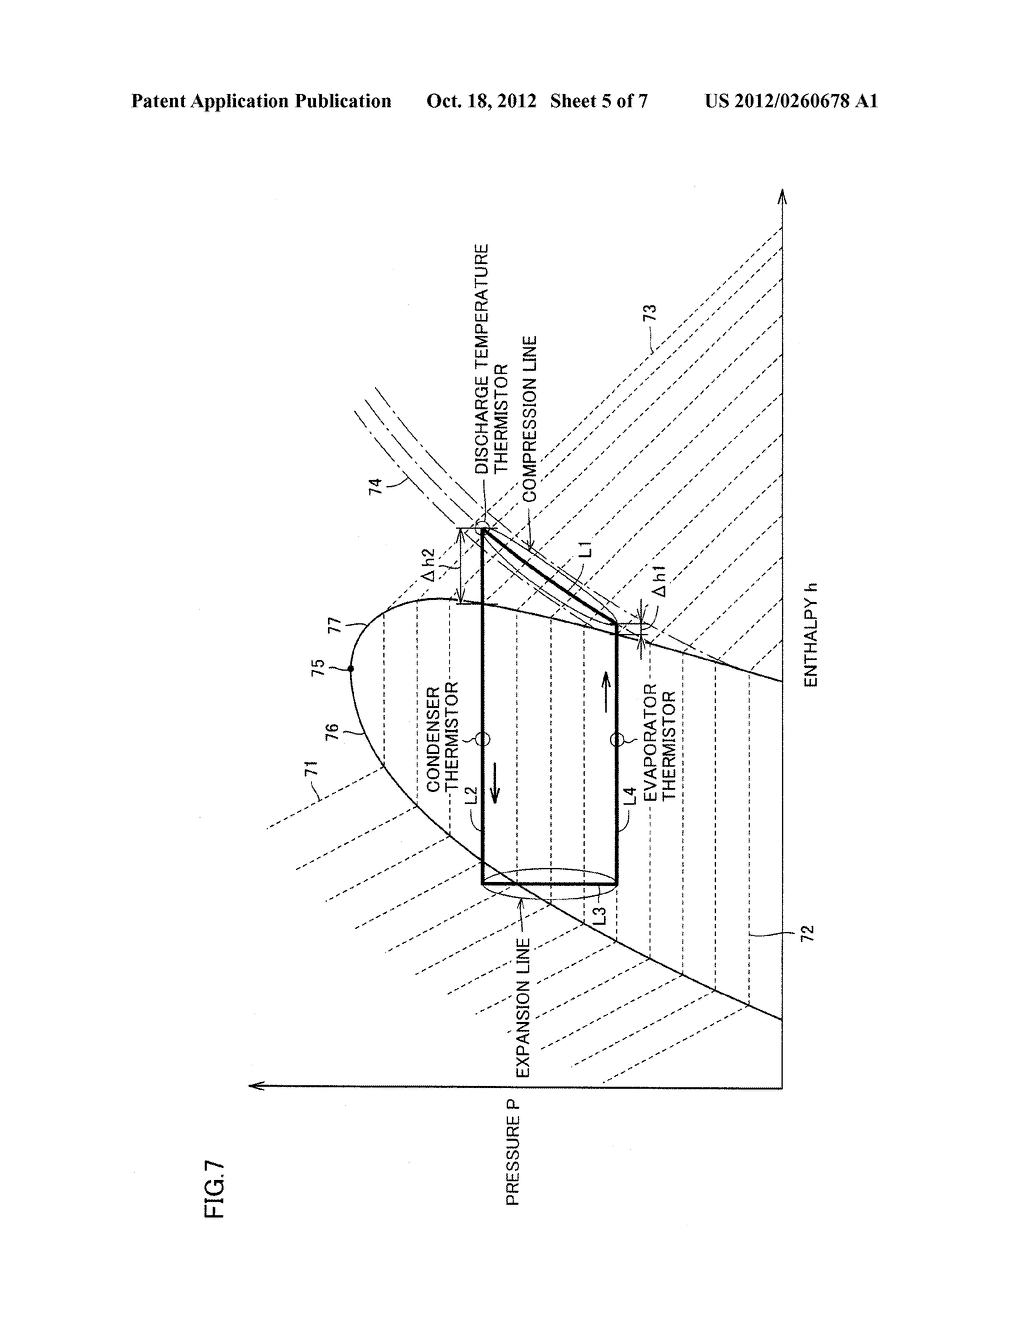 Patent Application Publication Oct. 18, 2012 Sheet 5 of 7 US 2012/0260678 A1
FIG.7
PRESSURE P
ENTHALPY h
71
76
75
77
74
Δh2
DISCHARGE TEMPERATURE
THERMISTOR
COMPRESSION LINE
73
CONDENSER
THERMISTOR
L2
L1
Δh1
EXPANSION LINE
L3
L4
EVAPORATOR
THERMISTOR
72